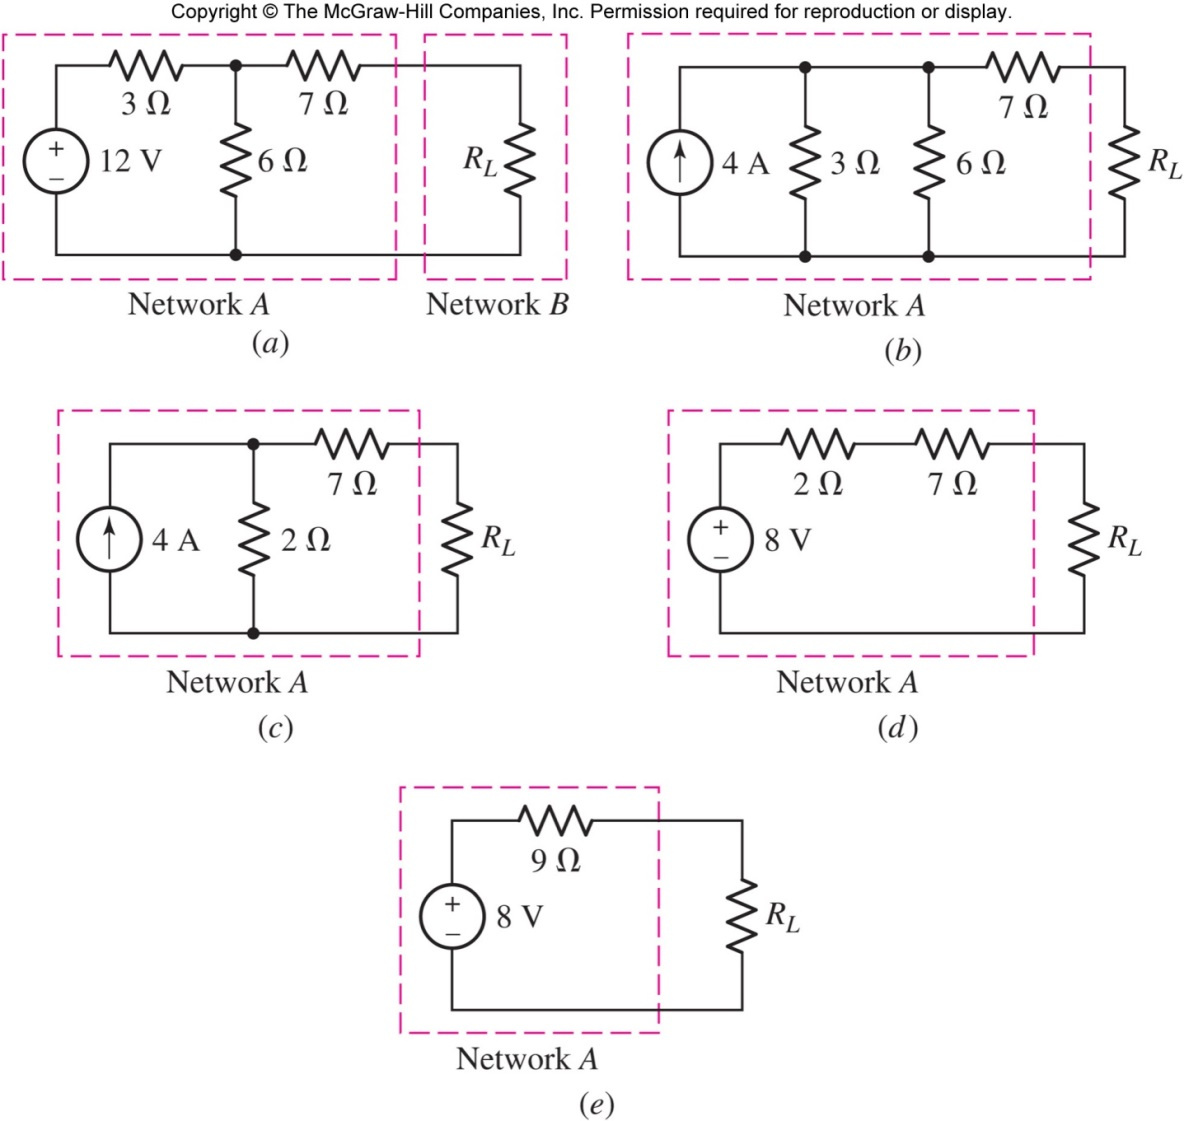 Copyright © The McGraw-Hill Companies, Inc. Permission required for reproduction or display.
3 Ω
7 Ω
+
−
12 V
6 Ω
R_L
Network A
Network B
(a)
7 Ω
4 A
3 Ω
6 Ω
R_L
Network A
(b)
7 Ω
4 A
2 Ω
R_L
Network A
(c)
2 Ω
7 Ω
+
−
8 V
R_L
Network A
(d)
9 Ω
+
−
8 V
R_L
Network A
(e)